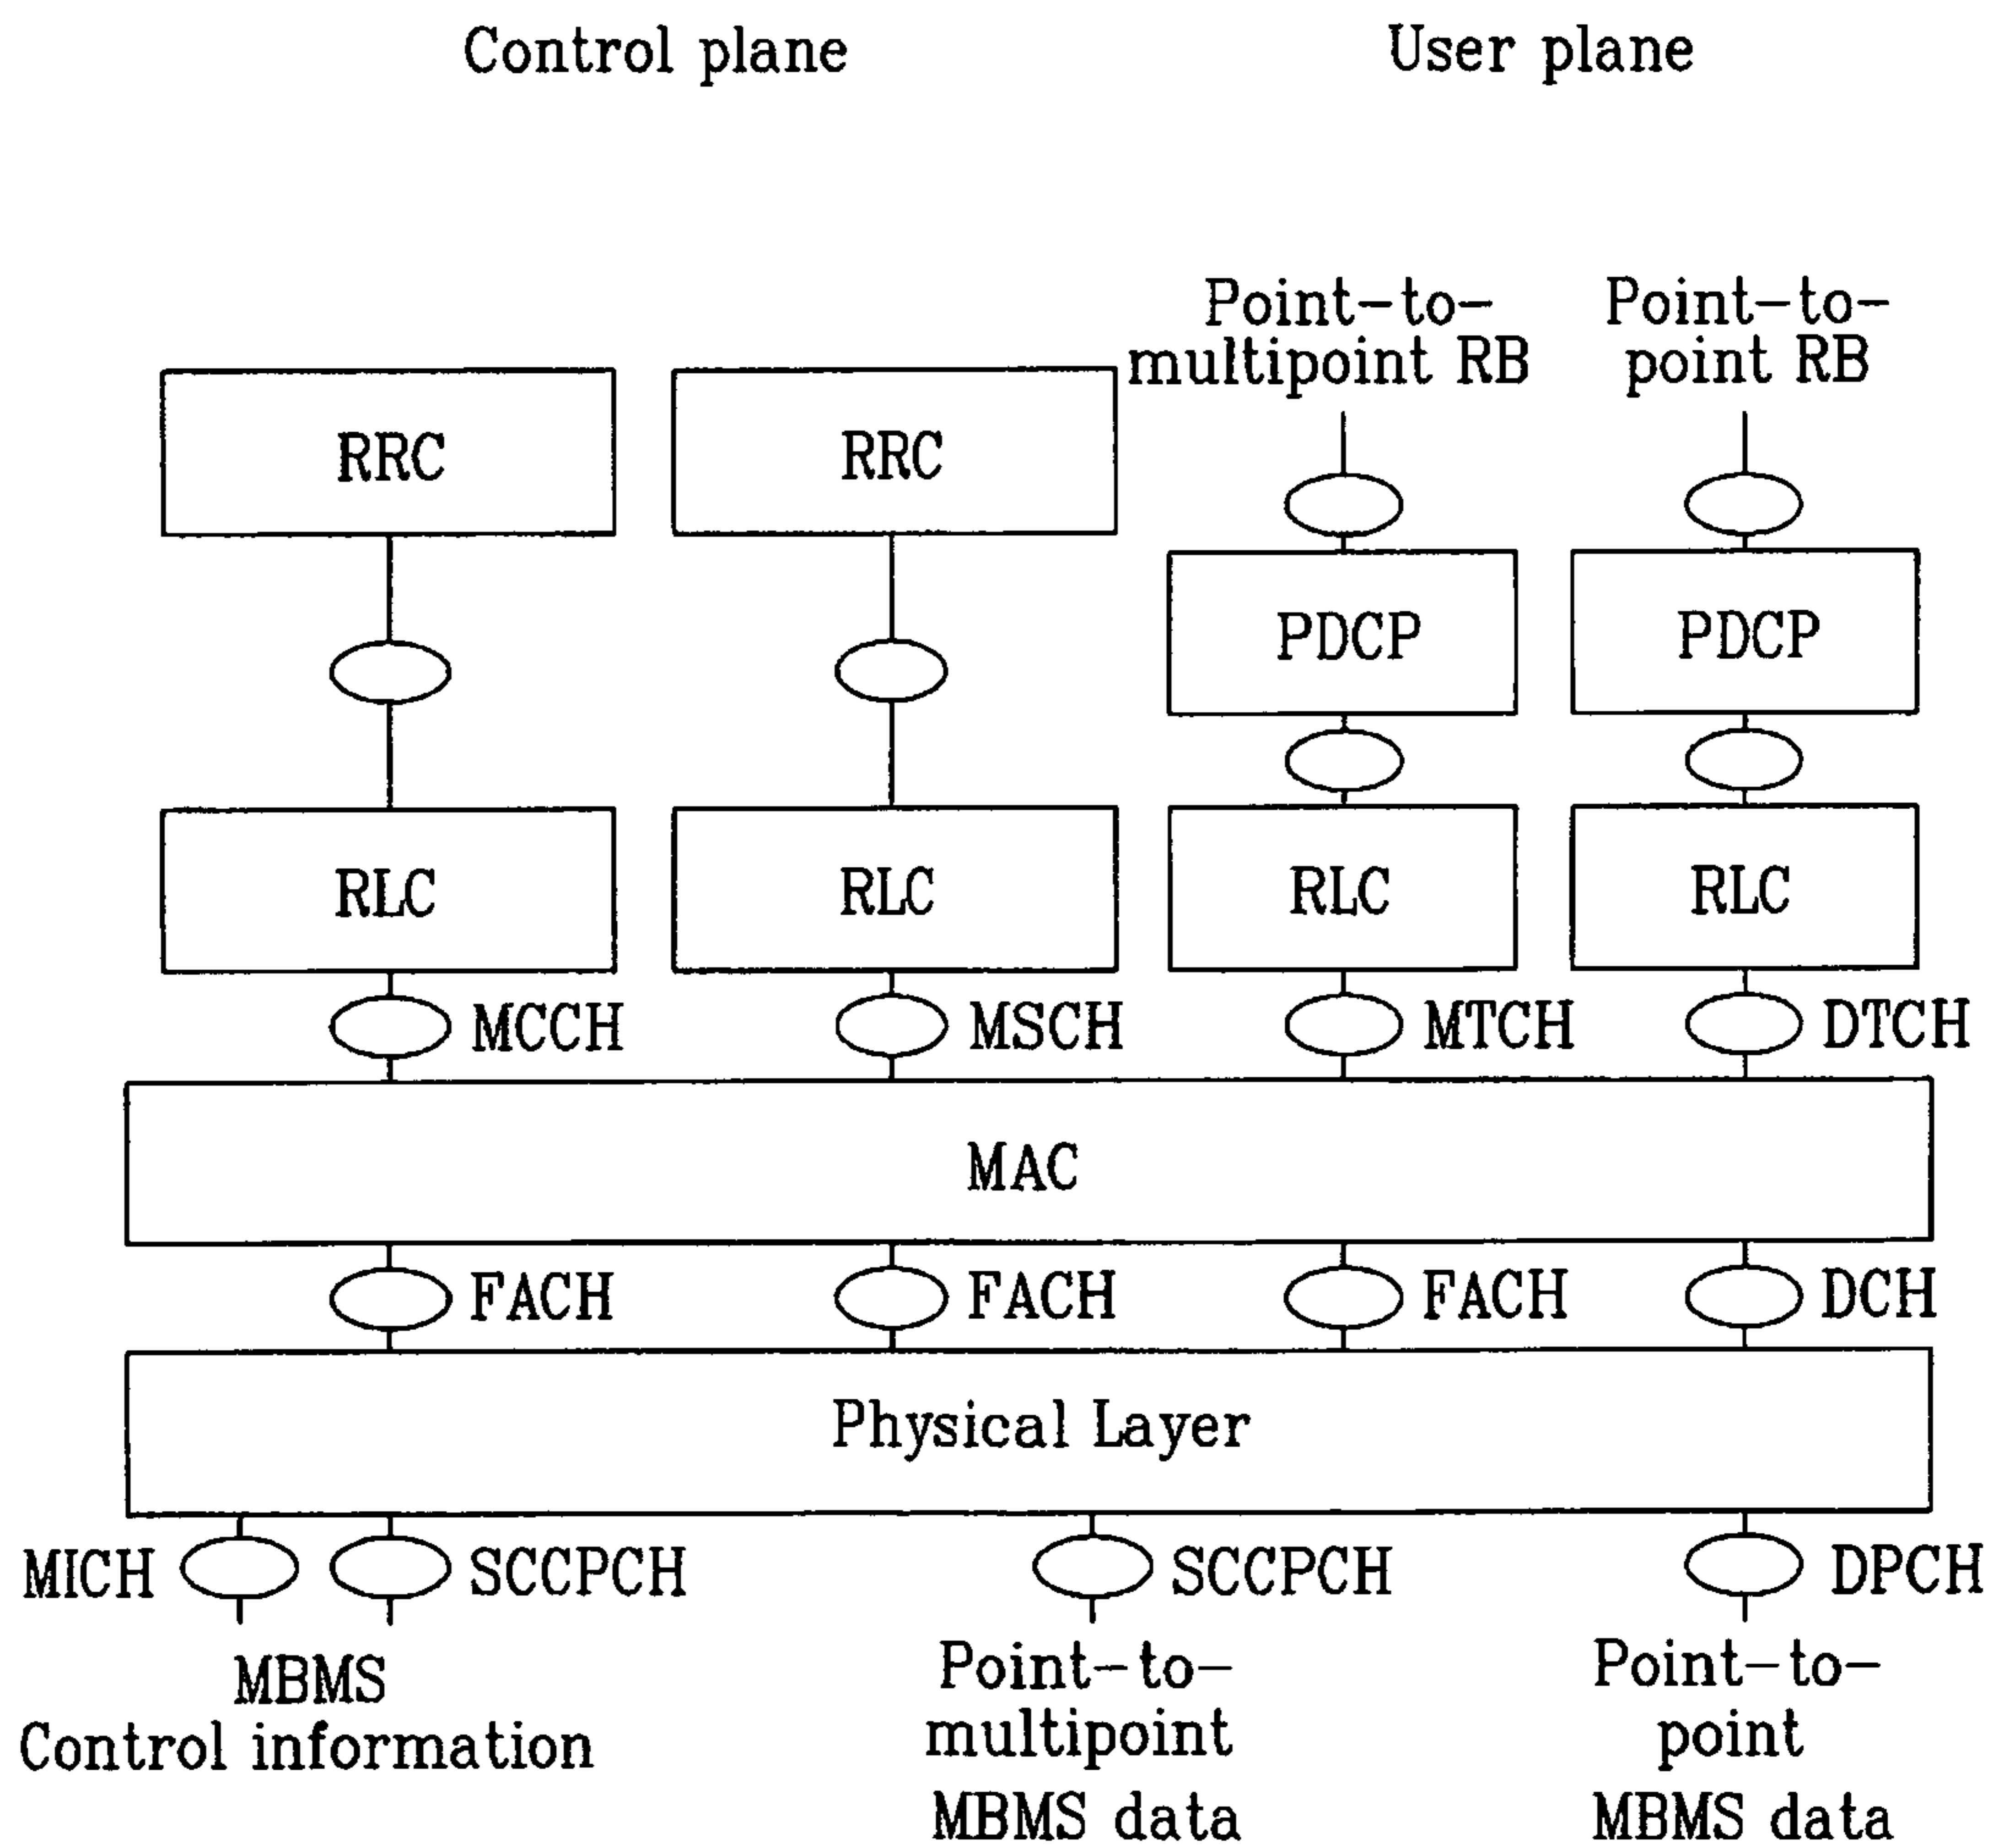 Control plane
User plane
Point-to-
multipoint RB
Point-to-
point RB
RRC
RRC
PDCP
PDCP
RLC
RLC
RLC
RLC
MCCH
MSCH
MTCH
DTCH
MAC
FACH
FACH
FACH
DCH
Physical Layer
MICH
SCCPCH
SCCPCH
DPCH
MBMS
Control information
Point-to-
multipoint
MBMS data
Point-to-
point
MBMS data